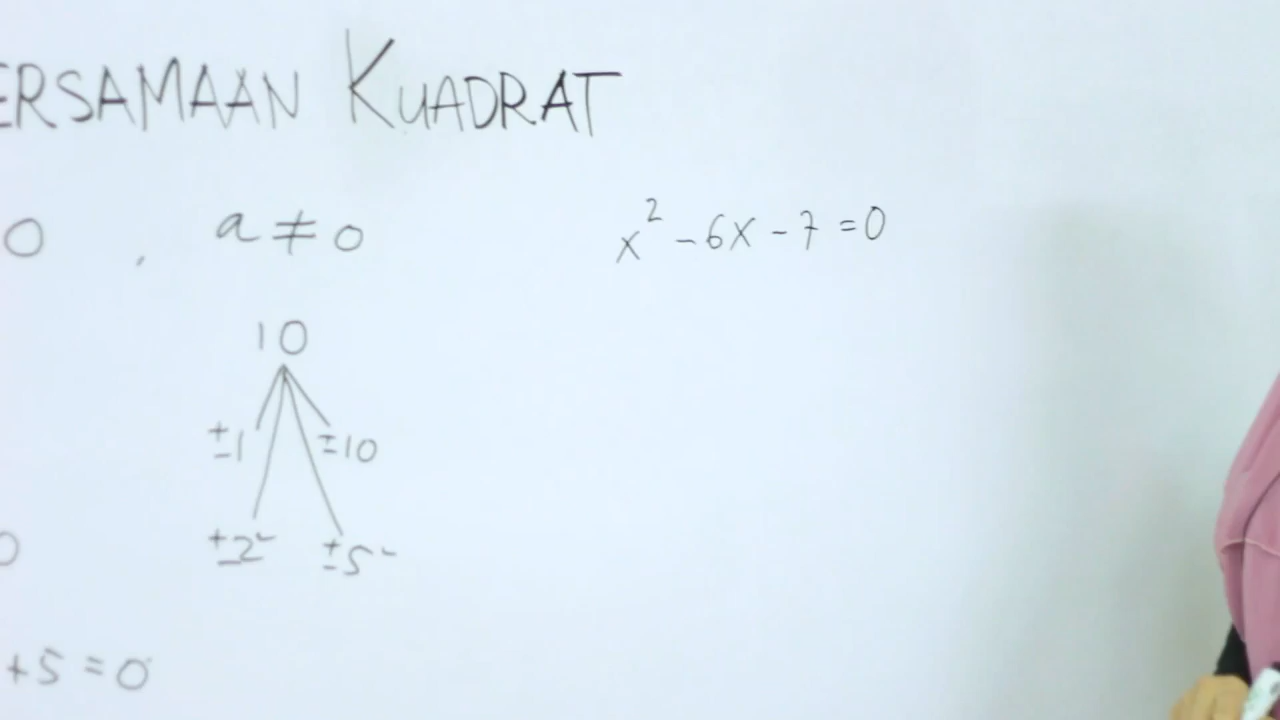 ERSAMAAN KUADRAT
0 , a ≠ 0
x² - 6x - 7 = 0
10
±1 ±10
±2 ±5
0
+5 = 0